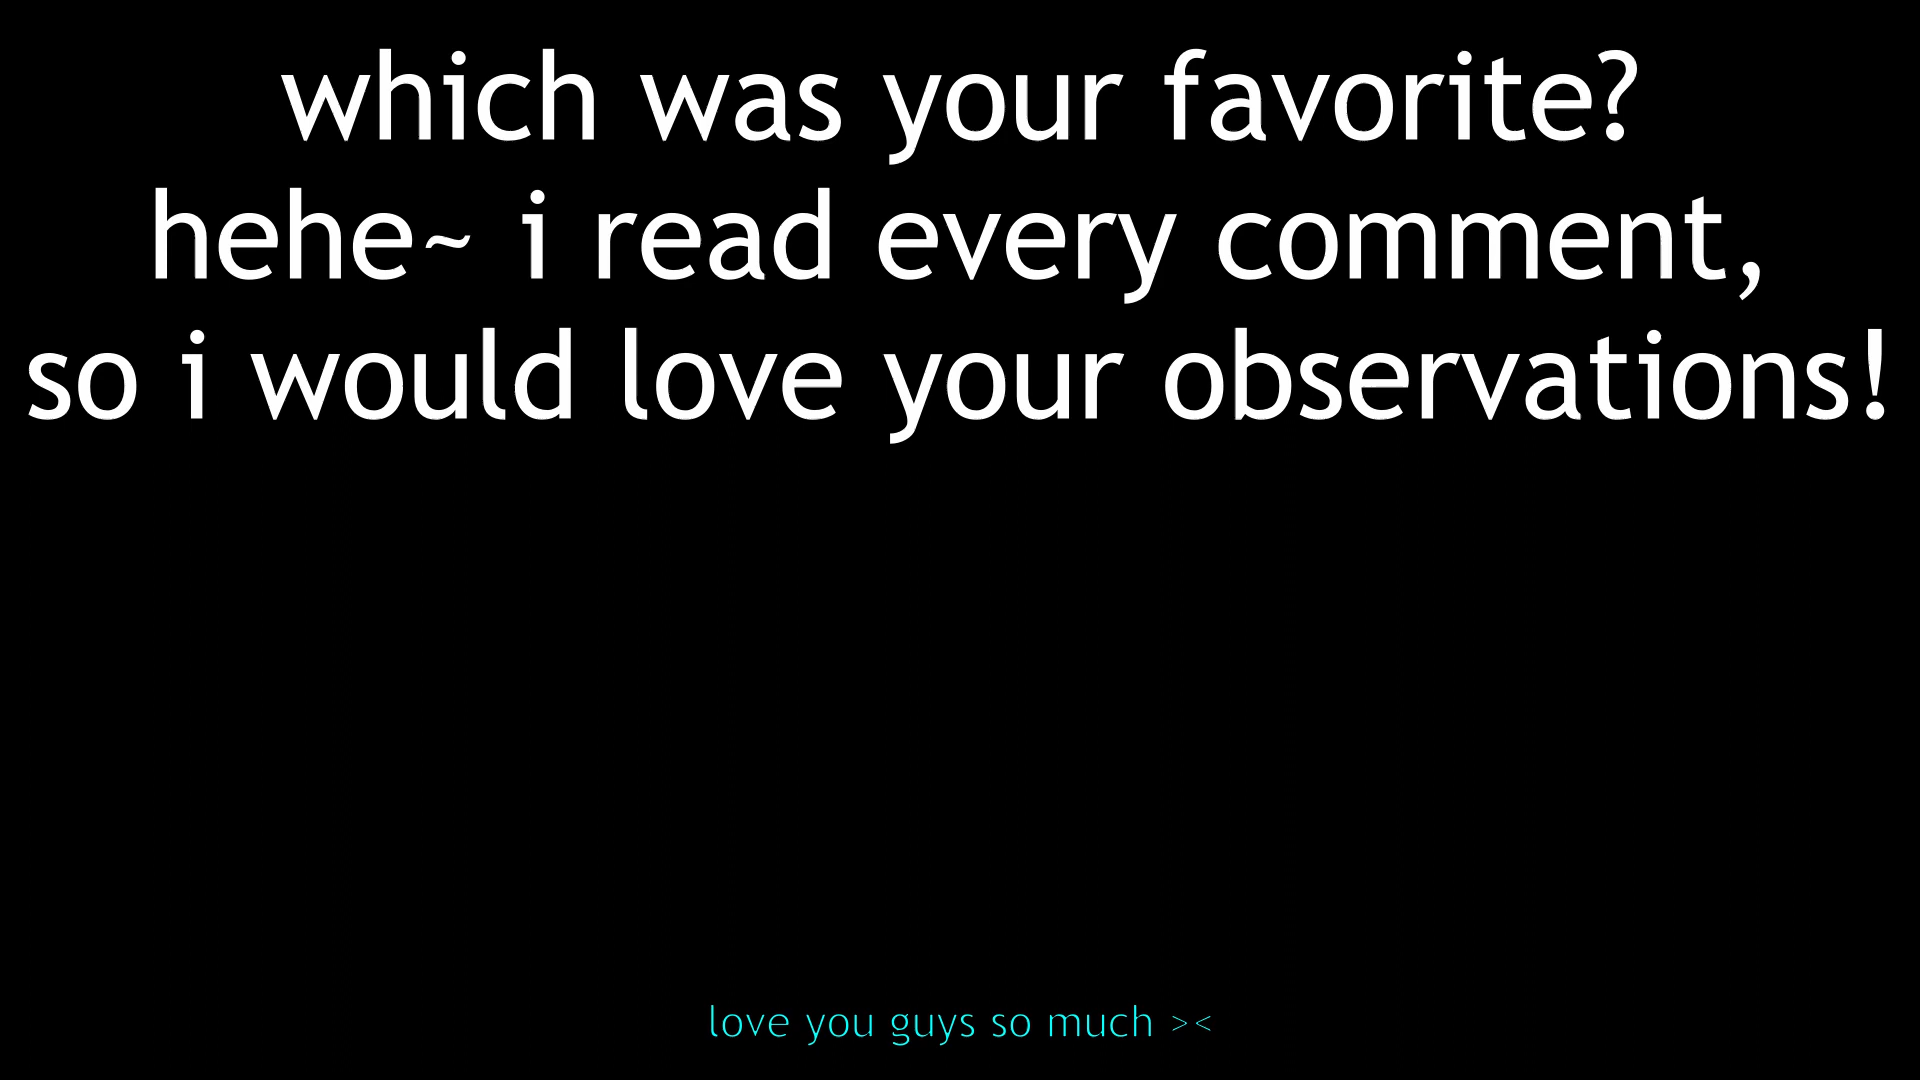 which was your favorite?
hehe~ i read every comment,
so i would love your observations!
love you guys so much ><